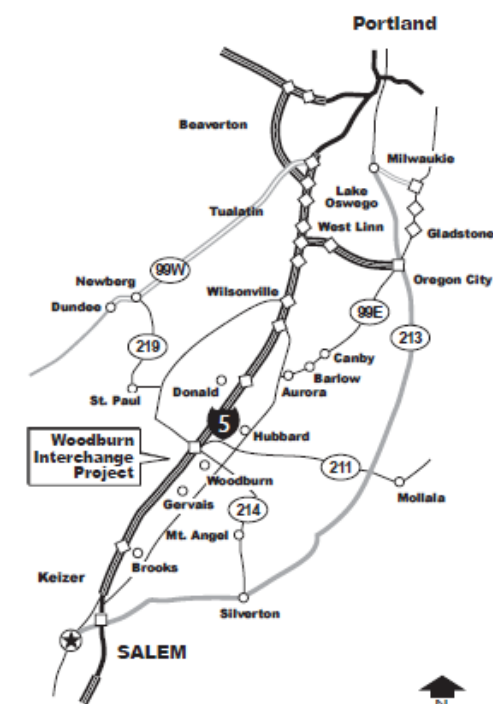 Portland
Beaverton
Milwaukie
Lake
Oswego
Tualatin
West Linn
Gladstone
99W
Newberg
Oregon City
Wilsonville
Dundee
99E
213
219
Canby
Barlow
Donald
Aurora
St. Paul
5
Hubbard
Woodburn
Interchange
Project
211
Woodburn
Mollala
Gervais
214
Mt. Angel
Brooks
Keizer
Silverton
SALEM
N